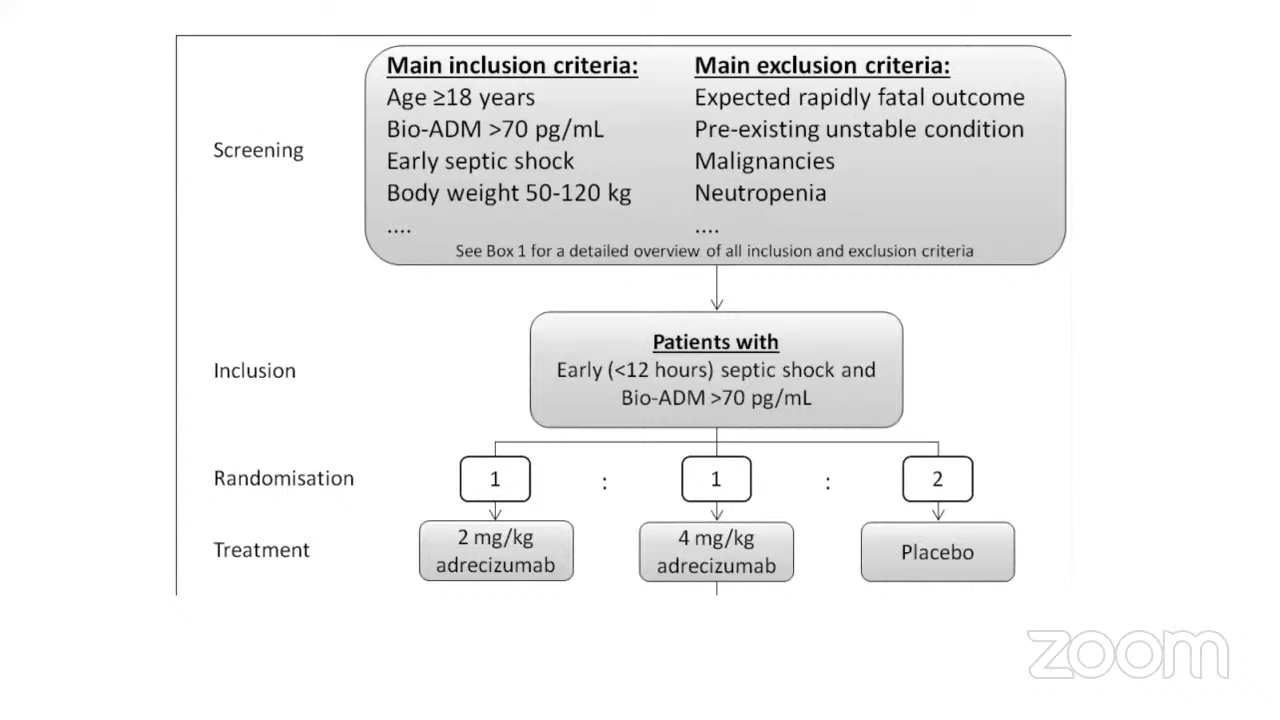 Main inclusion criteria:
Age ≥18 years
Bio-ADM >70 pg/mL
Early septic shock
Body weight 50-120 kg
....
Main exclusion criteria:
Expected rapidly fatal outcome
Pre-existing unstable condition
Malignancies
Neutropenia
....
Screening
See Box 1 for a detailed overview of all inclusion and exclusion criteria
Inclusion
Patients with
Early (<12 hours) septic shock and
Bio-ADM >70 pg/mL
Randomisation
1 : 1 : 2
Treatment
2 mg/kg
adrecizumab
4 mg/kg
adrecizumab
Placebo
zoom